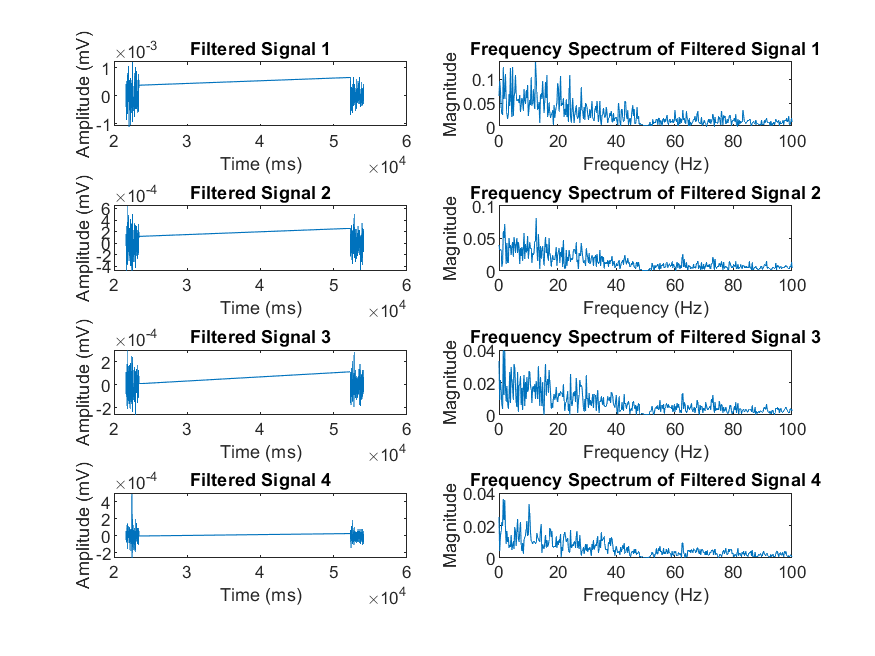 Filtered Signal 1
×10-3
Amplitude (mV)
1
0
-1
2 3 4 5 6
Time (ms)
×104
Frequency Spectrum of Filtered Signal 1
Magnitude
0.1
0.05
0
0 20 40 60 80 100
Frequency (Hz)
Filtered Signal 2
×10-4
Amplitude (mV)
6
4
2
0
-2
-4
2 3 4 5 6
Time (ms)
×104
Frequency Spectrum of Filtered Signal 2
Magnitude
0.1
0.05
0
0 20 40 60 80 100
Frequency (Hz)
Filtered Signal 3
×10-4
Amplitude (mV)
2
0
-2
2 3 4 5 6
Time (ms)
×104
Frequency Spectrum of Filtered Signal 3
Magnitude
0.04
0.02
0
0 20 40 60 80 100
Frequency (Hz)
Filtered Signal 4
×10-4
Amplitude (mV)
4
2
0
-2
2 3 4 5 6
Time (ms)
×104
Frequency Spectrum of Filtered Signal 4
Magnitude
0.04
0.02
0
0 20 40 60 80 100
Frequency (Hz)